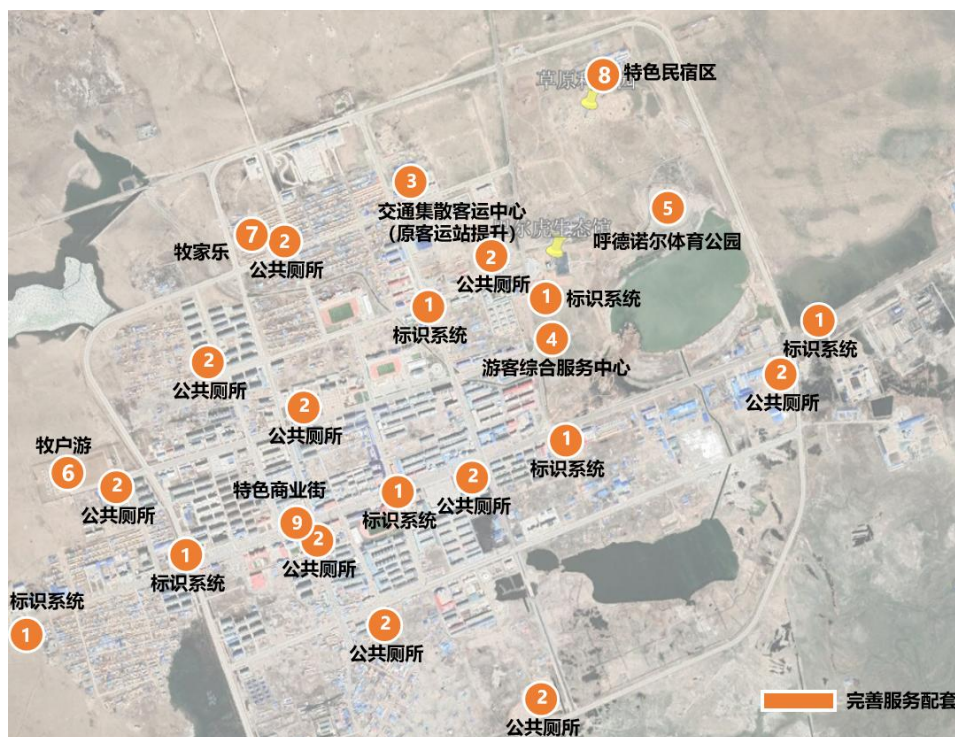 8
特色民宿区
3
交通集散客运中心
（原客运站提升）
5
呼德诺尔体育公园
7
牧家乐
2
公共厕所
2
公共厕所
1
标识系统
1
标识系统
4
游客综合服务中心
1
标识系统
2
公共厕所
2
公共厕所
2
公共厕所
1
标识系统
牧户游
6
2
公共厕所
2
公共厕所
1
标识系统
特色商业街
9
2
公共厕所
1
标识系统
标识系统
1
2
公共厕所
2
公共厕所
完善服务配套